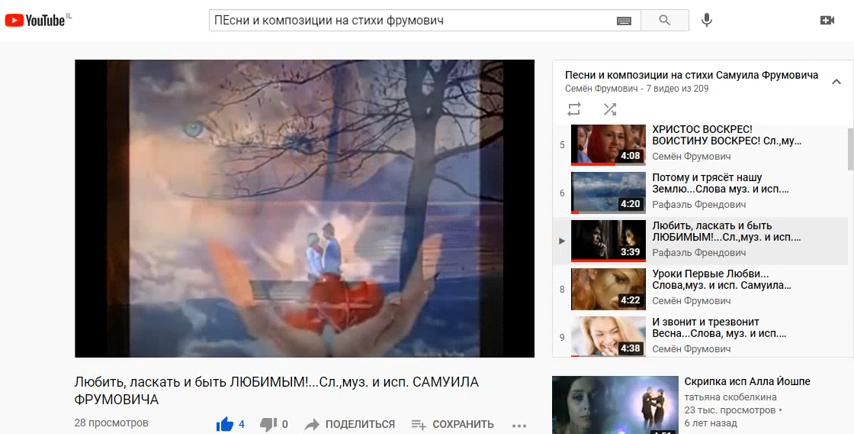 YouTube IL
ПЕсни и композиции на стихи фрумович
Песни и композиции на стихи Самуила Фрумовича
Семён Фрумович - 7 видео из 209
5
ХРИСТОС ВОСКРЕС!
ВОИСТИНУ ВОСКРЕС! Сл.,му...
Семён Фрумович
4:08
6
Потому и трясёт нашу
Землю...Слова муз. и исп....
Рафаэль Френдович
4:20
Любить, ласкать и быть
ЛЮБИМЫМ!...Сл.,муз. и исп....
Рафаэль Френдович
3:39
8
Уроки Первые Любви...
Слова,муз. и исп. Самуила...
Семён Фрумович
4:22
9
И звонит и трезвонит
Весна...Слова, муз. и исп....
Семён Фрумович
4:38
Любить, ласкать и быть ЛЮБИМЫМ!...Сл.,муз. и исп. САМУИЛА
ФРУМОВИЧА
28 просмотров
4
0
ПОДЕЛИТЬСЯ
СОХРАНИТЬ
Скрипка исп Алла Йошпе
татьяна скобелкина
23 тыс. просмотров •
6 лет назад